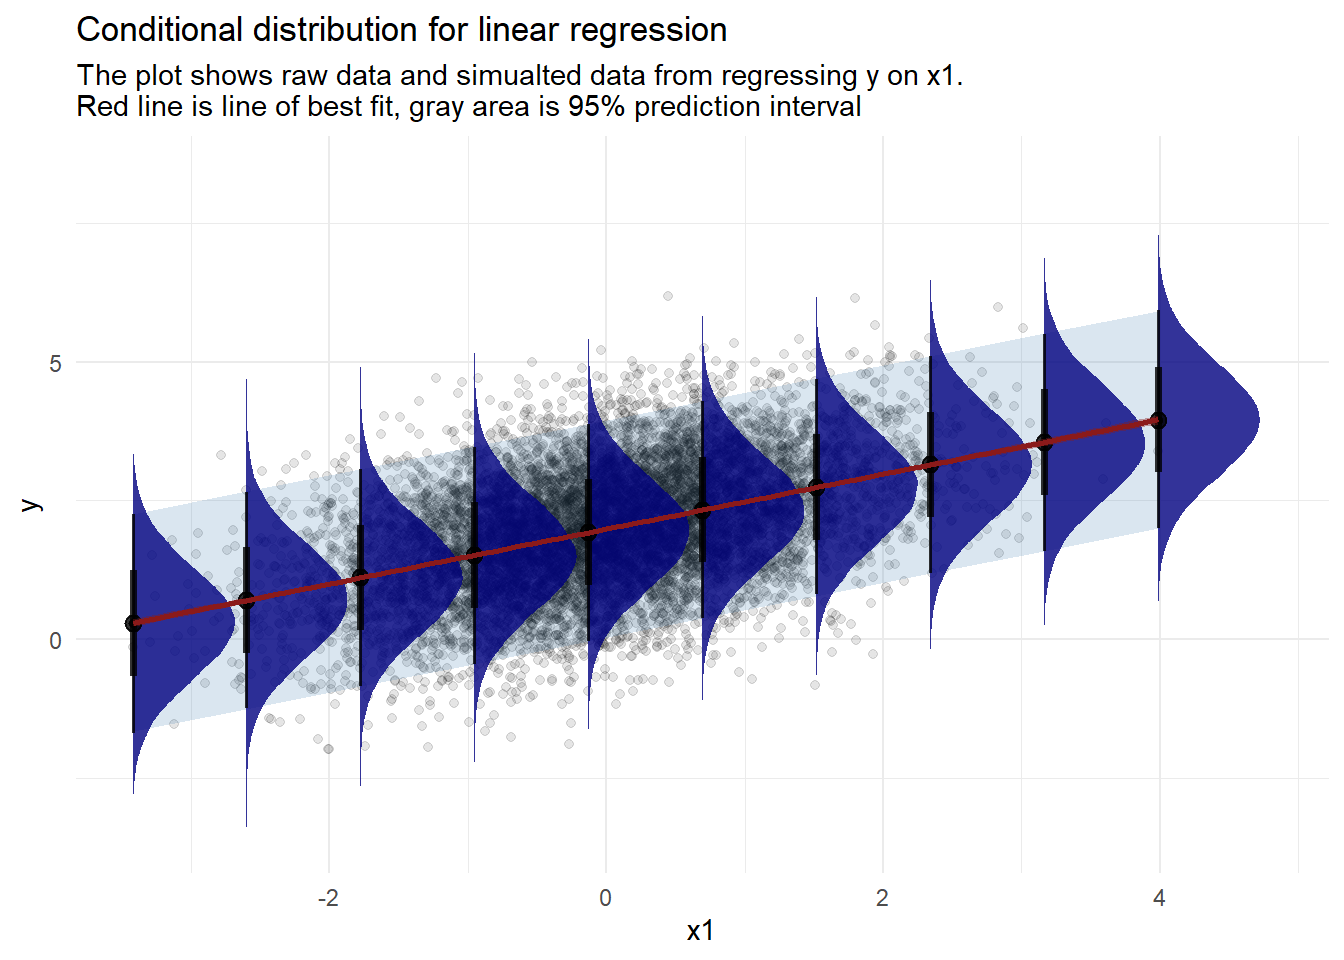 Conditional distribution for linear regression
The plot shows raw data and simualted data from regressing y on x1.
Red line is line of best fit, gray area is 95% prediction interval
5
y
0
-2 0 2 4
x1